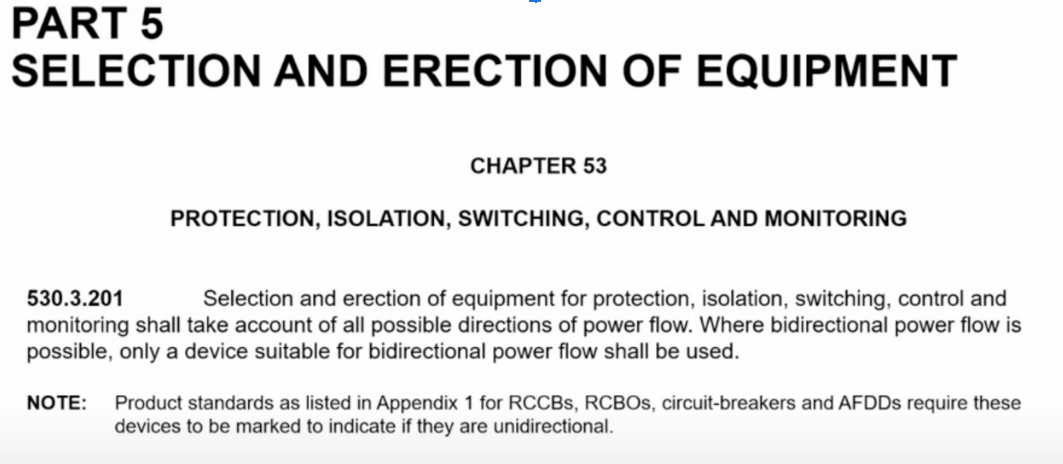 PART 5
SELECTION AND ERECTION OF EQUIPMENT
CHAPTER 53
PROTECTION, ISOLATION, SWITCHING, CONTROL AND MONITORING
530.3.201 Selection and erection of equipment for protection, isolation, switching, control and
monitoring shall take account of all possible directions of power flow. Where bidirectional power flow is
possible, only a device suitable for bidirectional power flow shall be used.
NOTE: Product standards as listed in Appendix 1 for RCCBs, RCBOs, circuit-breakers and AFDDs require these
devices to be marked to indicate if they are unidirectional.